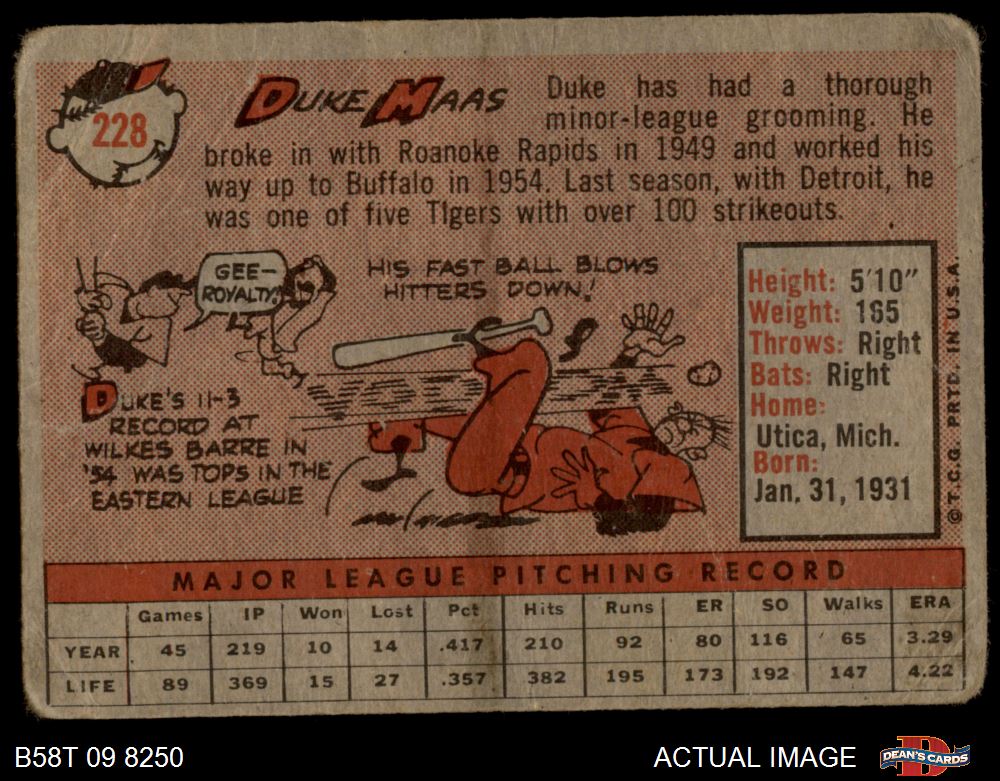 228
DUKE MAAS
Duke has had a thorough
minor-league grooming. He
broke in with Roanoke Rapids in 1949 and worked his
way up to Buffalo in 1954. Last season, with Detroit, he
was one of five TIgers with over 100 strikeouts.
GEE-
ROYALTY!
HIS FAST BALL BLOWS
HITTERS DOWN!
DUKE'S 11-3
RECORD AT
WILKES BARRE IN
'54 WAS TOPS IN THE
EASTERN LEAGUE
Height: 5'10"
Weight: 165
Throws: Right
Bats: Right
Home:
Utica, Mich.
Born:
Jan. 31, 1931
© T.C.G. PRTD. IN U.S.A.
MAJOR LEAGUE PITCHING RECORD
Games IP Won Lost Pct Hits Runs ER SO Walks ERA
YEAR 45 219 10 14 .417 210 92 80 116 65 3.29
LIFE 89 369 15 27 .357 382 195 173 192 147 4.22
B58T 09 8250
ACTUAL IMAGE
DEAN'S CARDS